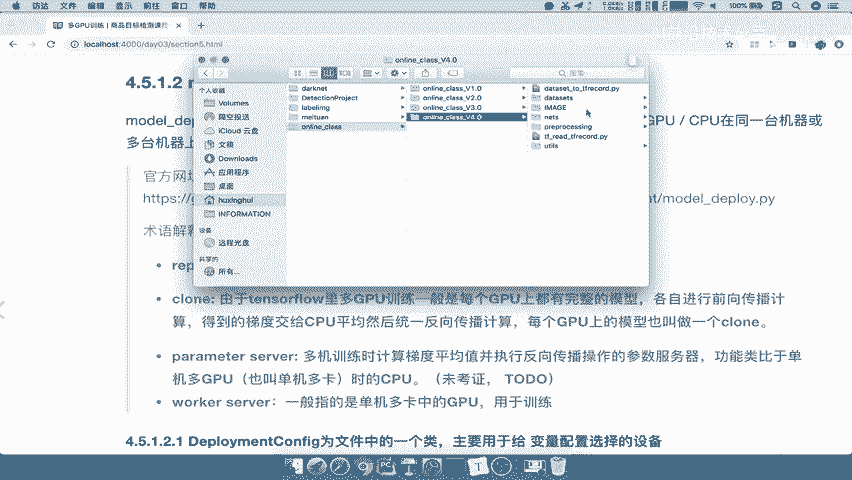 访达 文件 编辑 显示 前往 窗口 帮助
100%
多GPU训练 | 商品目标检测课程
localhost:4000/day03/section5.html
online_class_V4.0
搜索
个人收藏
Volumes
隔空投送
iCloud 云盘
文稿
Downloads
应用程序
桌面
huxinghui
INFORMATION
设备
远程光盘
共享的
所有...
darknet
DetectionProject
labelimg
meituan
online_class
online_class_V1.0
online_class_V2.0
online_class_V3.0
online_class_V4.0
dataset_to_tfrecord.py
datasets
IMAGE
nets
preprocessing
tf_read_tfrecord.py
utils
4.5.1.2
model_dep
GPU / CPU在同一台机器或
多台机器上
官方网址
https://g
at/model_deploy.py
术语解释
rep
clone: 由于tensorflow里多GPU训练一般是每个GPU上都有完整的模型，各自进行前向传播计
算，得到的梯度交给CPU平均然后统一反向传播计算，每个GPU上的模型也叫做一个clone。
parameter server: 多机训练时计算梯度平均值并执行反向传播操作的参数服务器，功能类比于单
机多GPU（也叫单机多卡）时的CPU。（未考证， TODO）
worker server：一般指的是单机多卡中的GPU，用于训练
4.5.1.2.1 DeploymentConfig为文件中的一个类，主要用于给 变量配置选择的设备